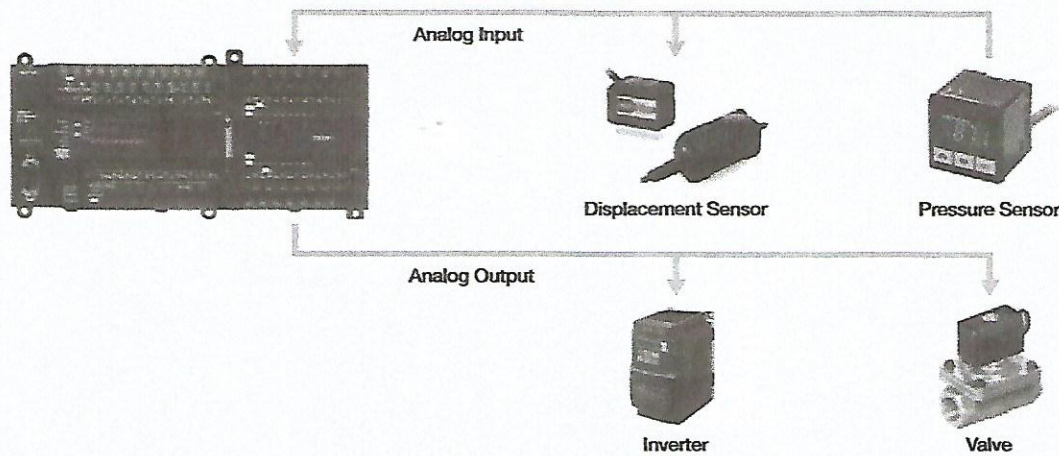 Analog Input
Displacement Sensor
Pressure Sensor
Analog Output
Inverter
Valve